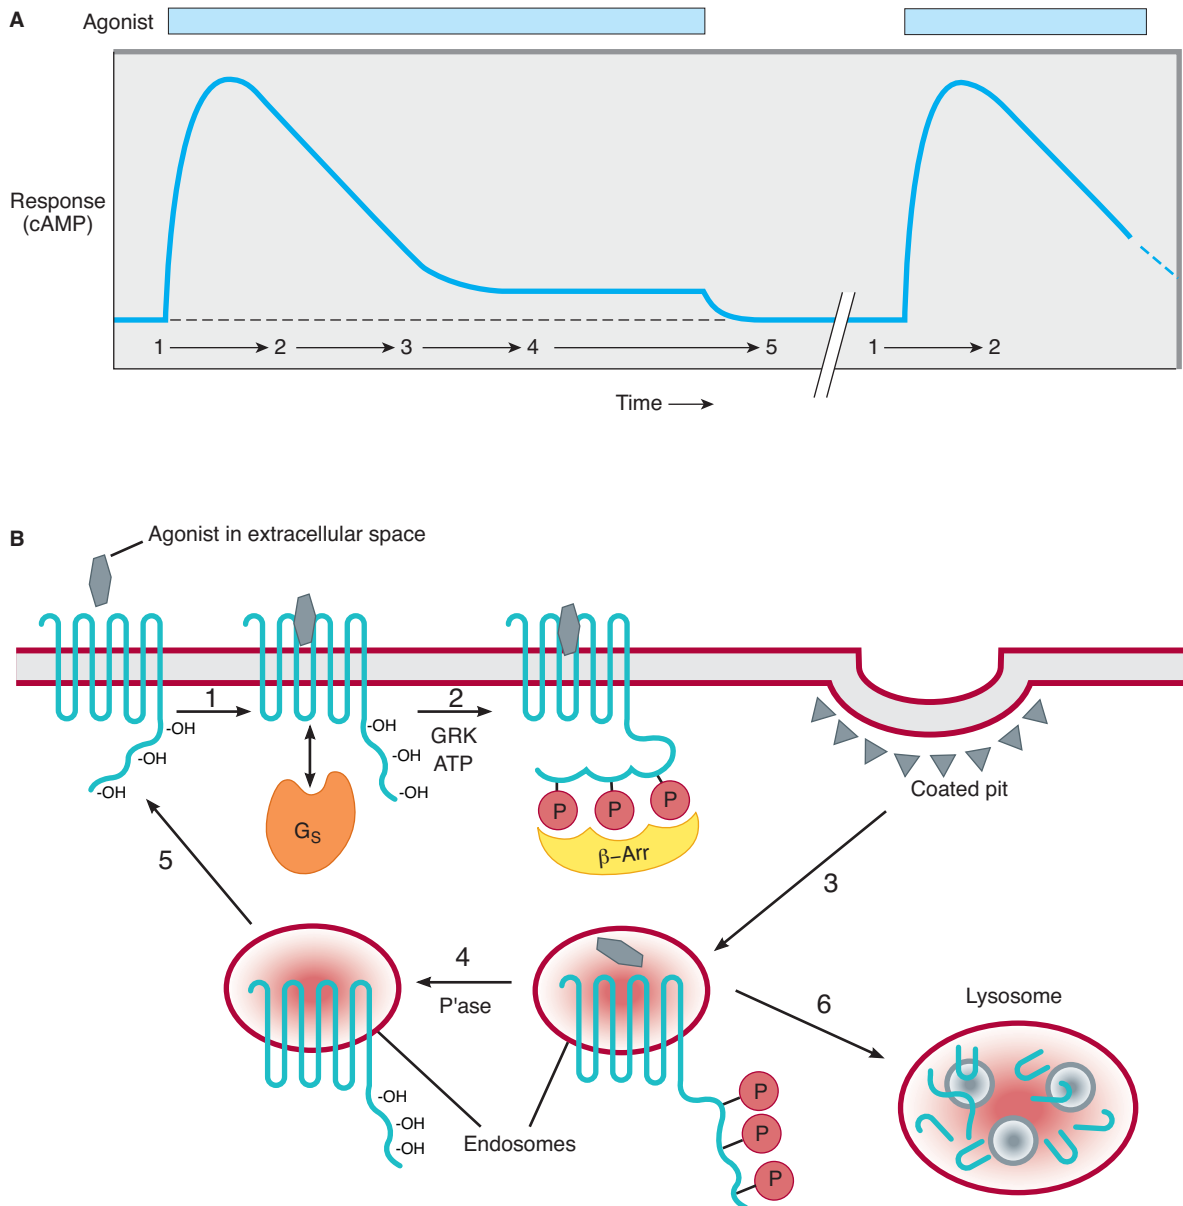 A
Agonist
Response
(cAMP)
1 2 3 4 5 1 2
Time
B
Agonist in extracellular space
-OH
-OH
-OH
1
-OH
-OH
-OH
2
GRK
ATP
GS
P
P
P
β–Arr
Coated pit
3
5
4
P'ase
6
Lysosome
-OH
-OH
-OH
Endosomes
P
P
P